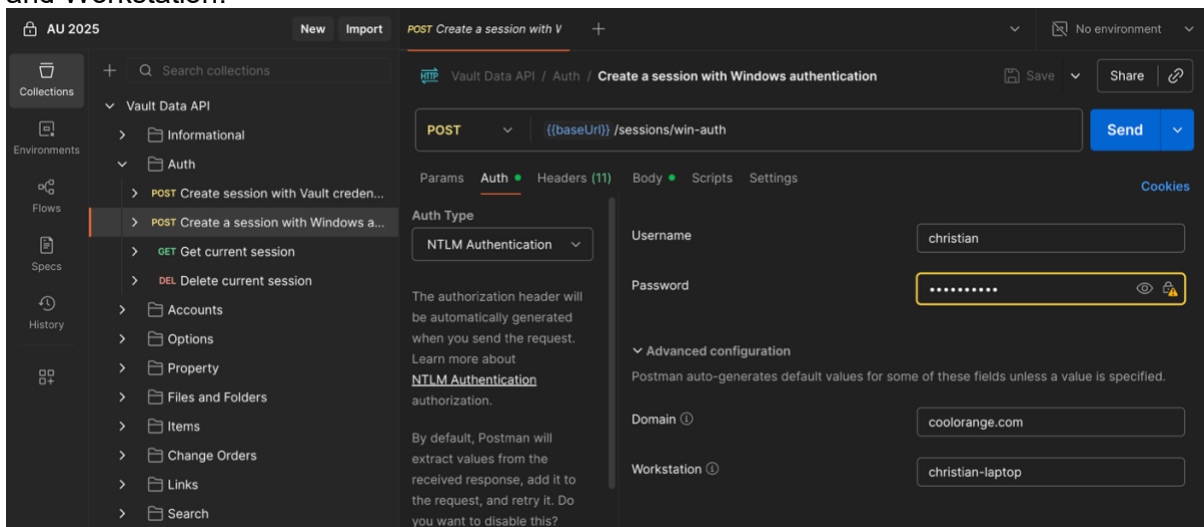 and Workstation.
AU 2025
New Import
POST Create a session with V
No environment
Collections
Environments
Flows
Specs
History
Search collections
Vault Data API
Informational
Auth
POST Create session with Vault creden...
POST Create a session with Windows a...
GET Get current session
DEL Delete current session
Accounts
Options
Property
Files and Folders
Items
Change Orders
Links
Search
HTTP Vault Data API / Auth / Create a session with Windows authentication
Save Share
POST {{baseUrl}} /sessions/win-auth
Send
Params Auth Headers (11) Body Scripts Settings
Cookies
Auth Type
NTLM Authentication
The authorization header will
be automatically generated
when you send the request.
Learn more about
NTLM Authentication
authorization.
By default, Postman will
extract values from the
received response, add it to
the request, and retry it. Do
you want to disable this?
Username christian
Password ••••••••••
Advanced configuration
Postman auto-generates default values for some of these fields unless a value is specified.
Domain coolorange.com
Workstation christian-laptop